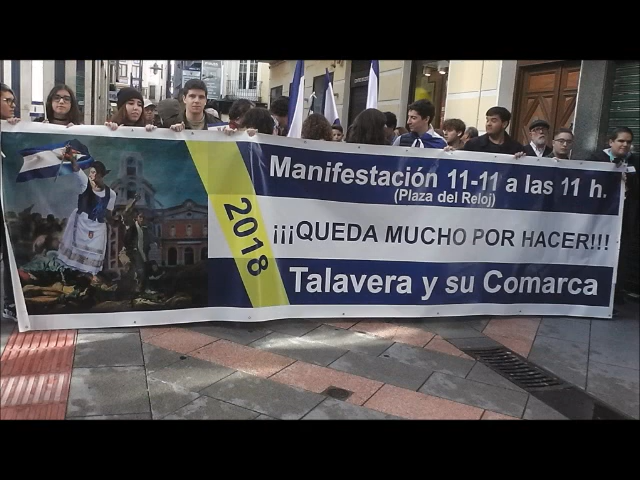 Manifestación 11-11 a las 11 h.
(Plaza del Reloj)
2018
¡¡¡QUEDA MUCHO POR HACER!!!
Talavera y su Comarca